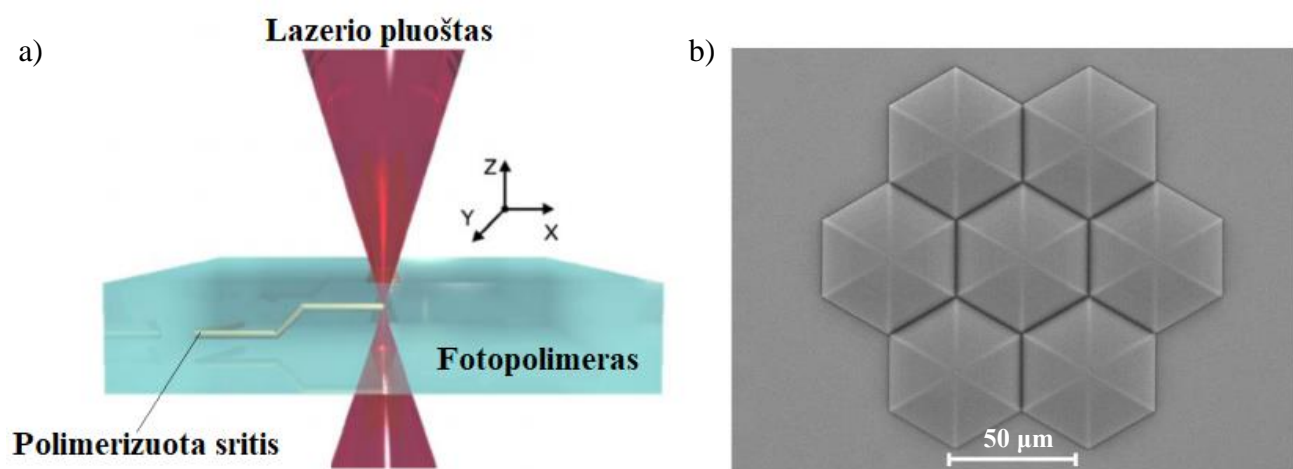 a)
Lazerio pluoštas
Z
Y
X
Fotopolimeras
Polimerizuota sritis
b)
50 μm